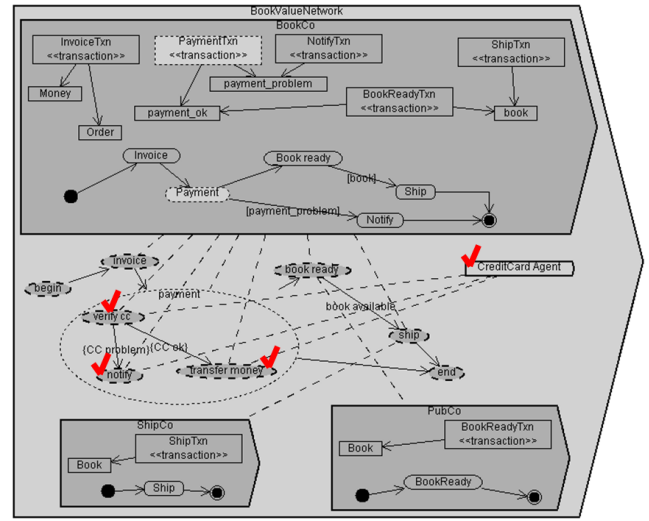 BookValueNetwork
BookCo
InvoiceTxn
<<transaction>>
PaymentTxn
<<transaction>>
NotifyTxn
<<transaction>>
ShipTxn
<<transaction>>
Money
payment_problem
BookReadyTxn
<<transaction>>
payment_ok
book
Order
Invoice
Book ready
[book]
Payment
Ship
[payment_problem]
Notify
Invoice
book ready
CreditCard Agent
begin
payment
verify cc
book available
ship
{CC problem}
{CC ok}
notify
transfer money
end
ShipCo
ShipTxn
<<transaction>>
Book
Ship
PubCo
BookReadyTxn
<<transaction>>
Book
BookReady